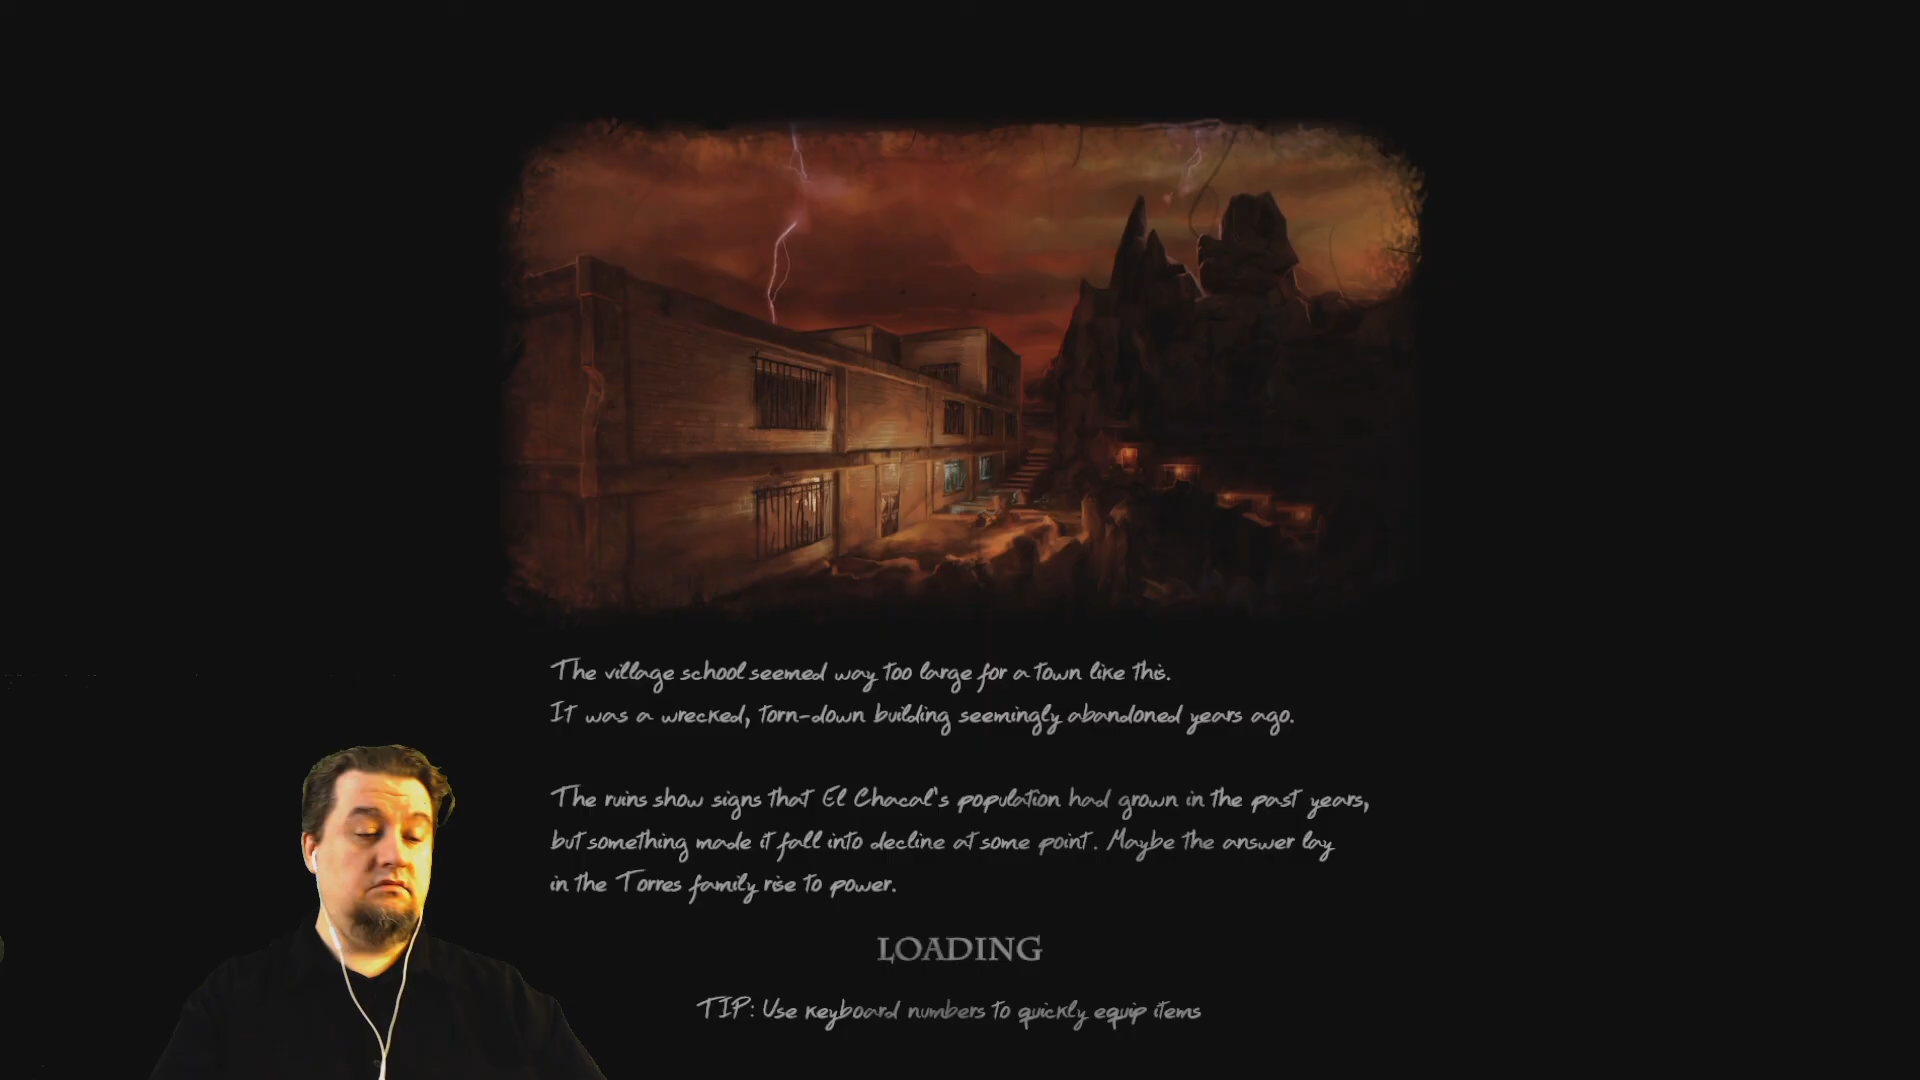 The village school seemed way too large for a town like this.
It was a wrecked, torn-down building seemingly abandoned years ago.
The ruins show signs that El Chacal's population had grown in the past years,
but something made it fall into decline at some point. Maybe the answer lay
in the Torres family rise to power.
LOADING
TIP: Use keyboard numbers to quickly equip items